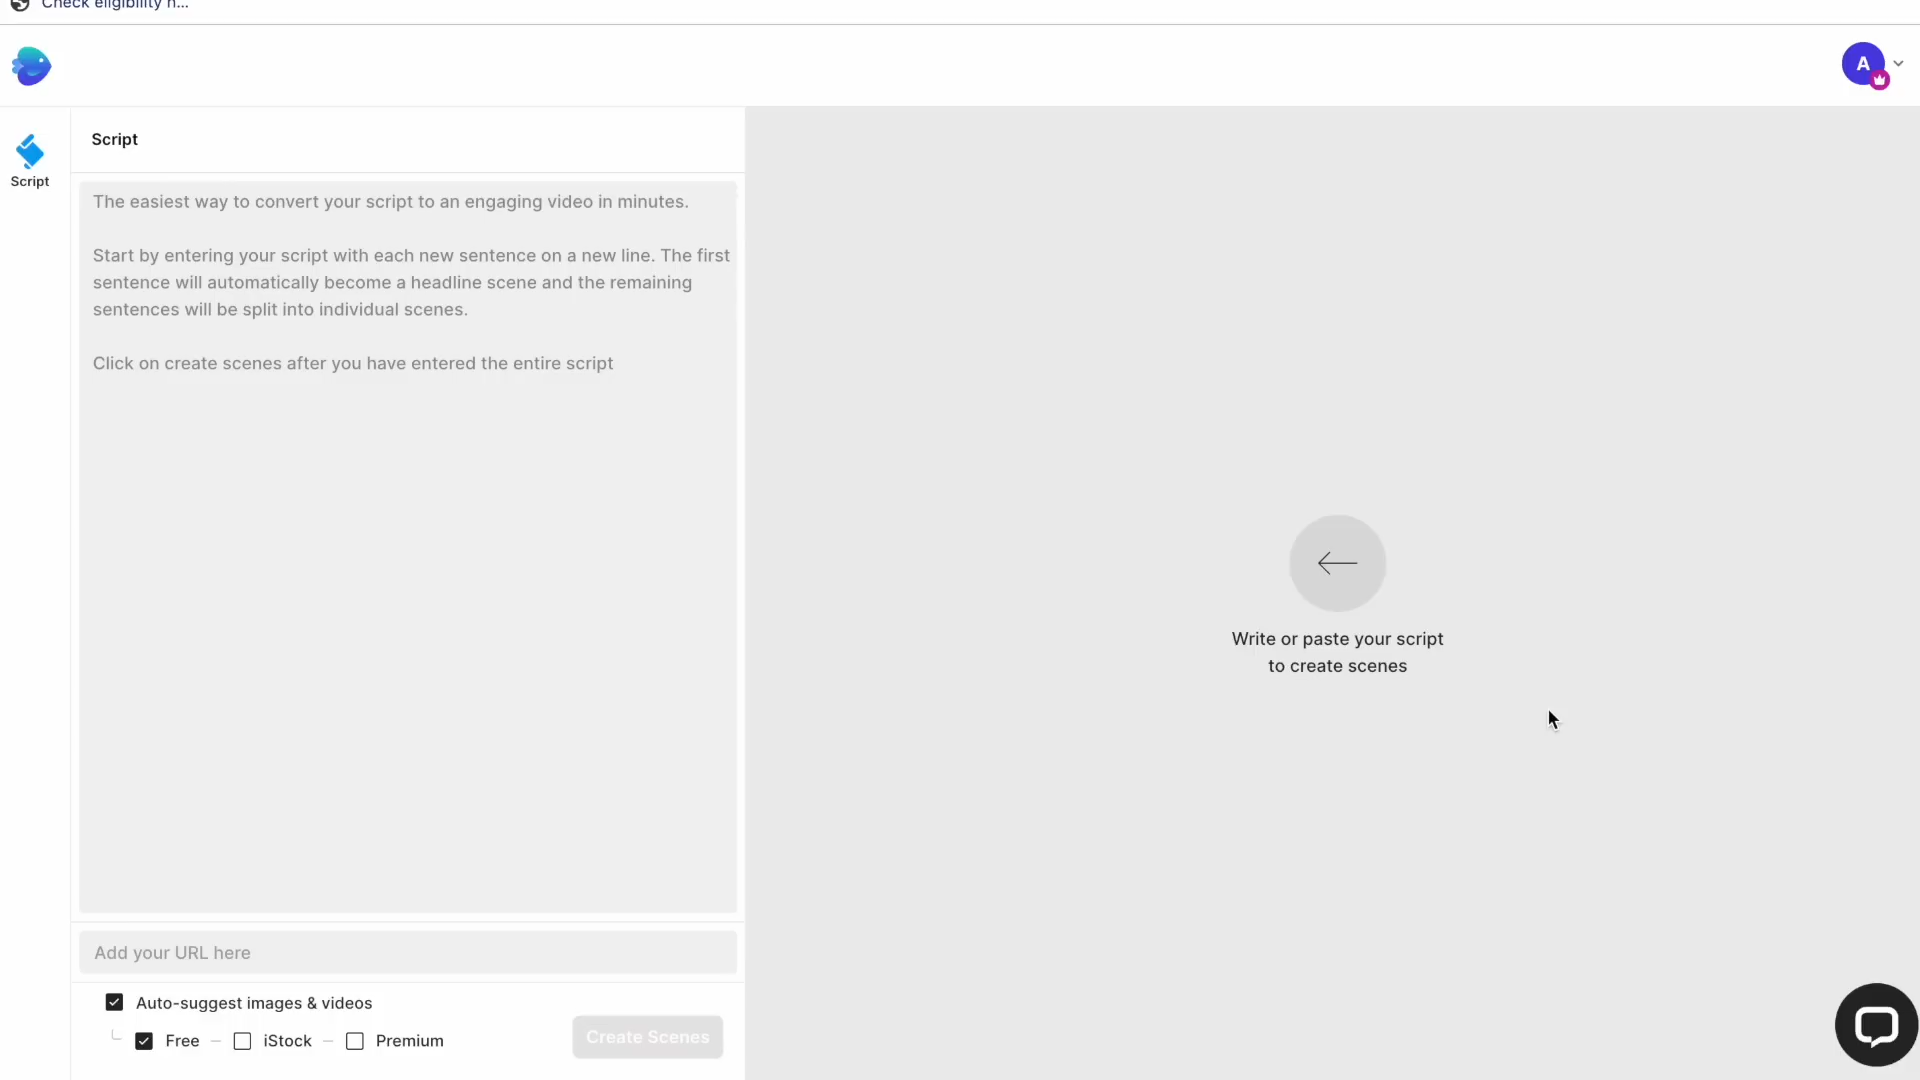 Check eligibility n...
A
Script
Script
The easiest way to convert your script to an engaging video in minutes.
Start by entering your script with each new sentence on a new line. The first
sentence will automatically become a headline scene and the remaining
sentences will be split into individual scenes.
Click on create scenes after you have entered the entire script
Write or paste your script
to create scenes
Add your URL here
Auto-suggest images & videos
Free
iStock
Premium
Create Scenes